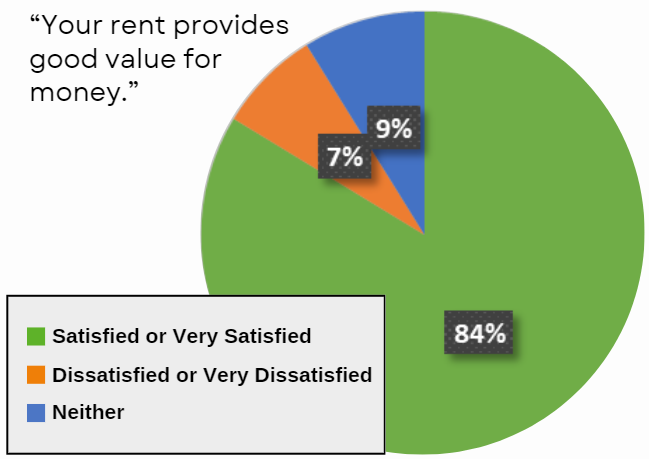 “Your rent provides
good value for
money.”
9%
7%
84%
Satisfied or Very Satisfied
Dissatisfied or Very Dissatisfied
Neither